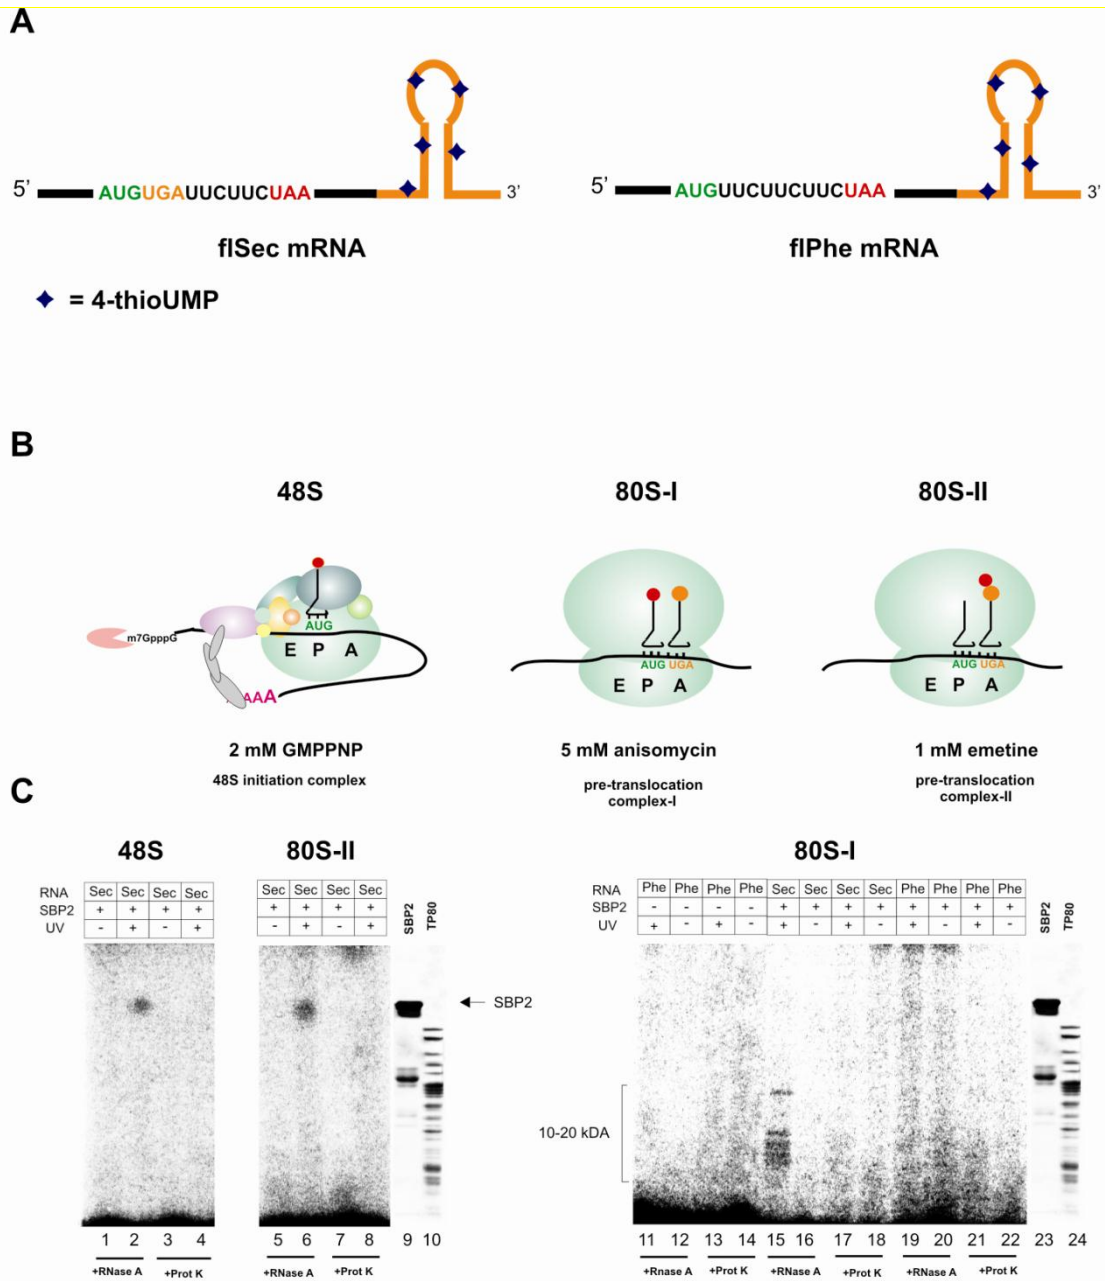 A
5' AUGUGAUUCUUCUAA 3'
5' AUGUUCUUCUUCUAA 3'
flSec mRNA
flPhe mRNA
= 4-thioUMP
B
48S
80S-I
80S-II
m7GpppG
AUG
E P A
AAA
AUG UGA
E P A
AUG UGA
E P A
2 mM GMPPNP
48S initiation complex
5 mM anisomycin
pre-translocation
complex-I
1 mM emetine
pre-translocation
complex-II
C
48S
80S-II
80S-I
RNA Sec Sec Sec Sec
SBP2 + + + +
UV - + - +
Sec Sec Sec Sec
+ + + +
- + - +
SBP2
TP80
RNA Phe Phe Phe Phe Sec Sec Sec Sec Phe Phe Phe Phe
SBP2 - - - - + + + + + + + +
UV + - + - + - + - + - + -
SBP2
TP80
SBP2
10-20 kDA
1 2 3 4
+RNase A +Prot K
5 6 7 8 9 10
+RNase A +Prot K
11 12 13 14 15 16 17 18 19 20 21 22 23 24
+RNase A +Prot K +RNase A +Prot K +RNase A +Prot K